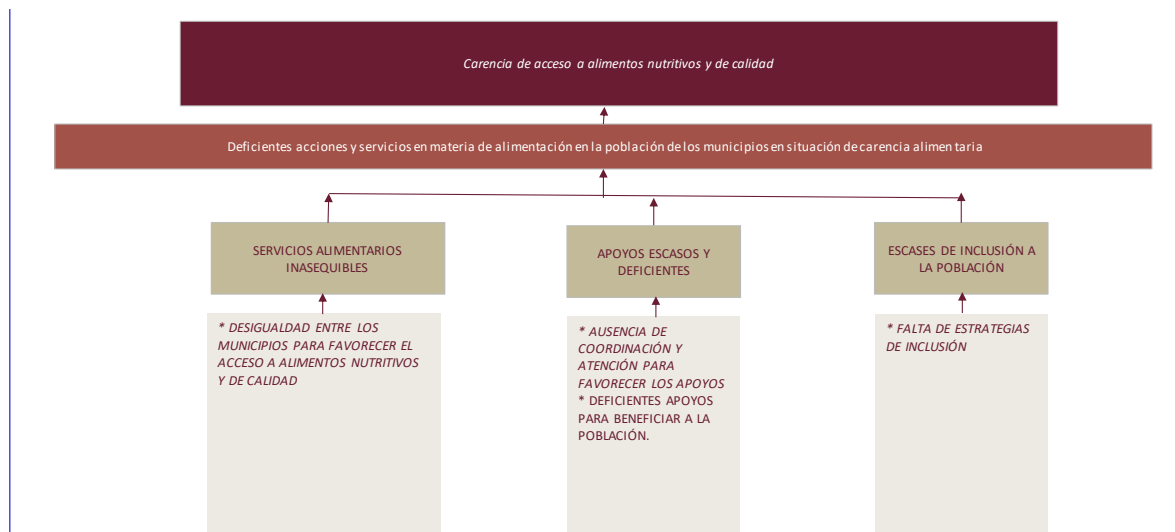 Carencia de acceso a alimentos nutritivos y de calidad
Deficientes acciones y servicios en materia de alimentación en la población de los municipios en situación de carencia alimentaria
SERVICIOS ALIMENTARIOS
INASEQUIBLES
APOYOS ESCASOS Y
DEFICIENTES
ESCASES DE INCLUSIÓN A
LA POBLACIÓN
* DESIGUALDAD ENTRE LOS
MUNICIPIOS PARA FAVORECER EL
ACCESO A ALIMENTOS NUTRITIVOS
Y DE CALIDAD
* AUSENCIA DE
COORDINACIÓN Y
ATENCIÓN PARA
FAVORECER LOS APOYOS
* DEFICIENTES APOYOS
PARA BENEFICIAR A LA
POBLACIÓN.
* FALTA DE ESTRATEGIAS
DE INCLUSIÓN